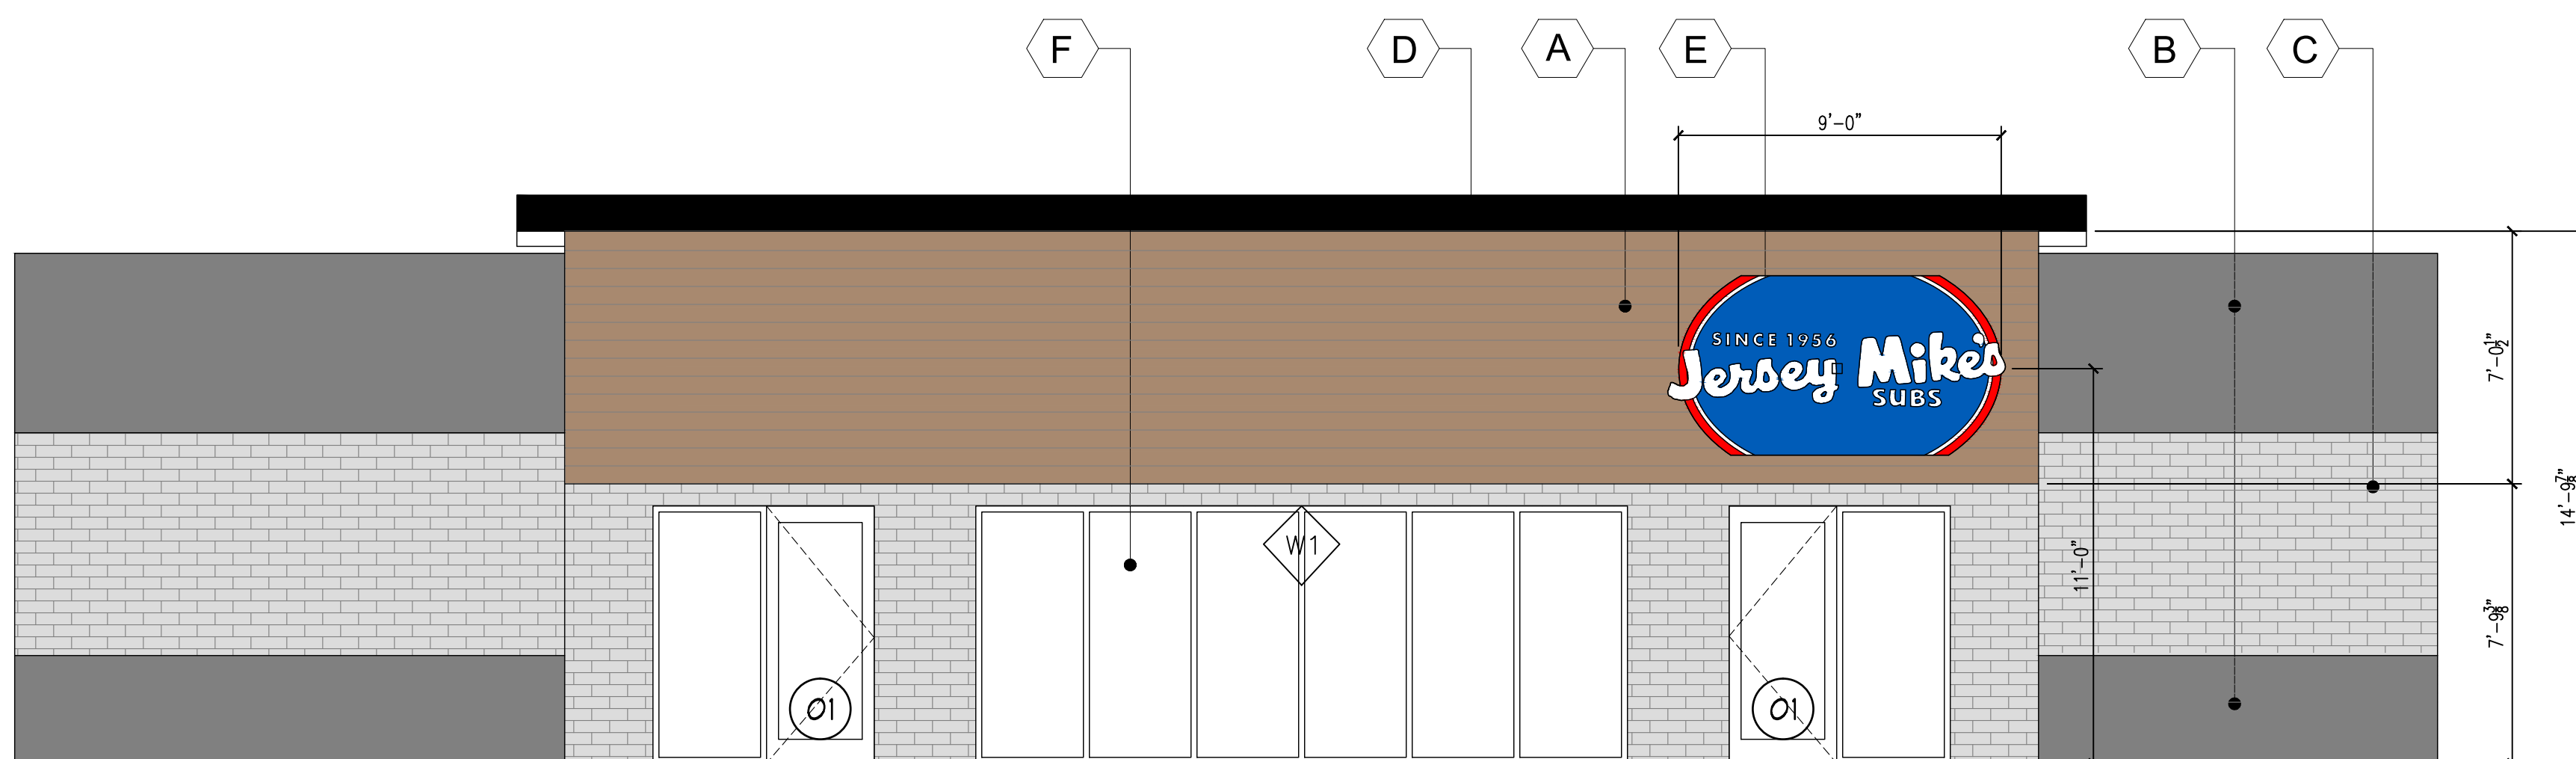 F
D
A
E
B
C
9'-0"
SINCE 1956
Jersey Mike's
SUBS
7'-0½"
14'-9⅞"
11'-0"
7'-9⅜"
W1
01
01